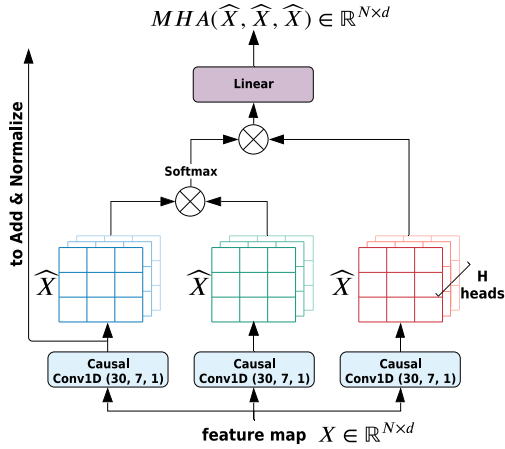 MHA(X̂, X̂, X̂) ∈ ℝ^{N×d}
Linear
to Add & Normalize
Softmax
X̂
X̂
X̂
H
heads
Causal
Conv1D (30, 7, 1)
Causal
Conv1D (30, 7, 1)
Causal
Conv1D (30, 7, 1)
feature map X ∈ ℝ^{N×d}